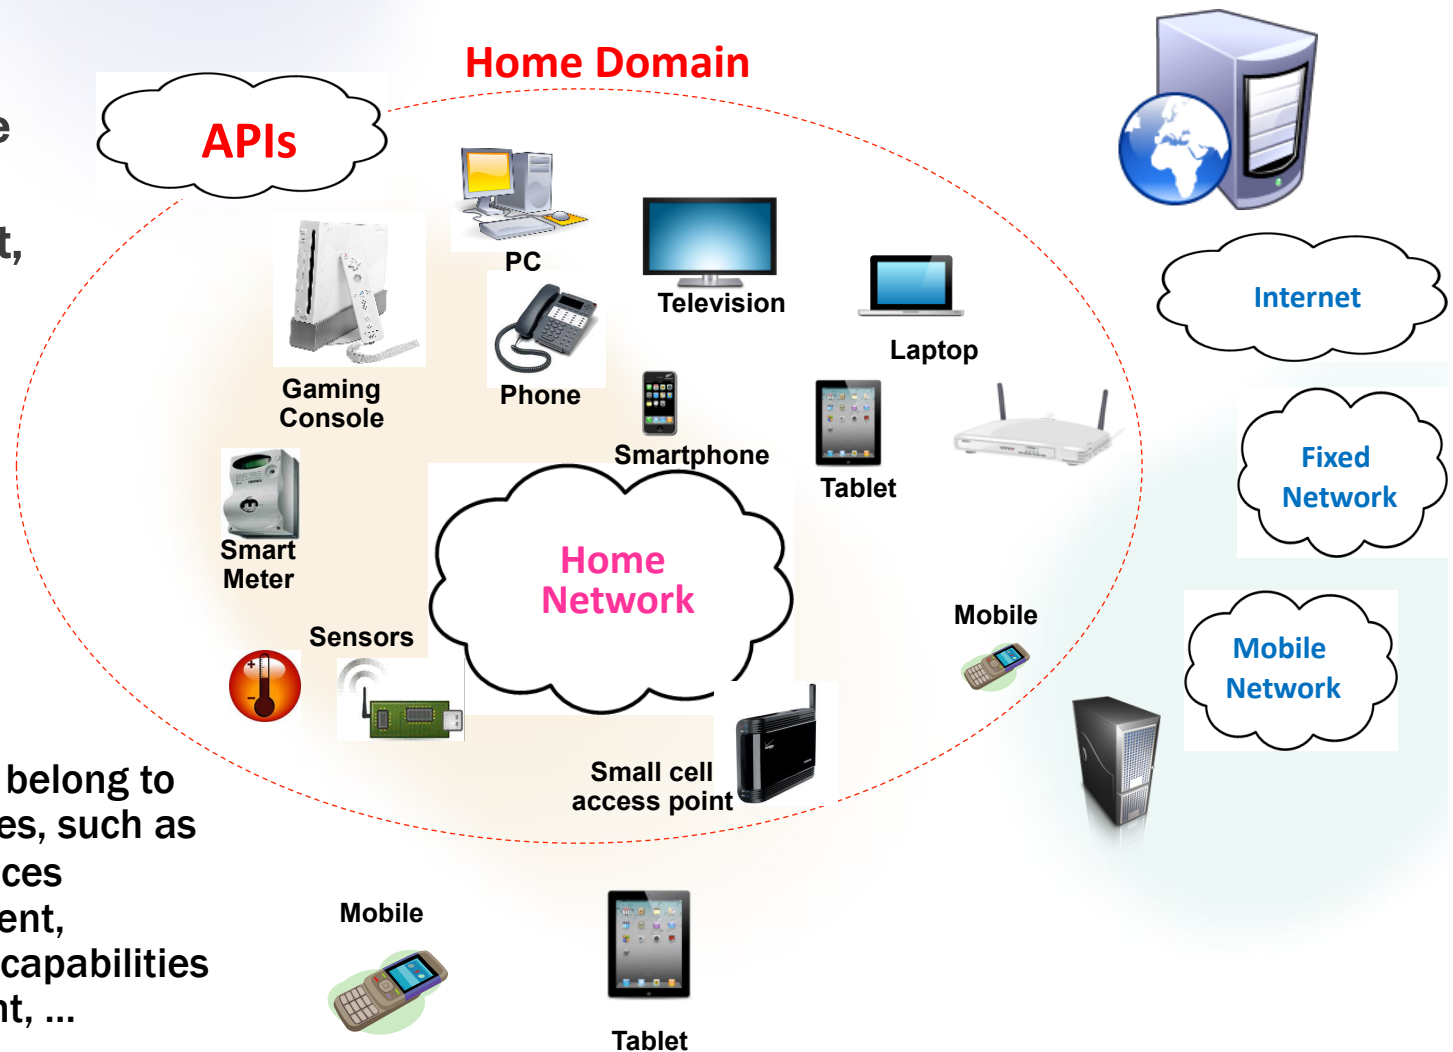 Home Domain
APIs
e
t,
PC
Television
Internet
Laptop
Gaming
Console
Phone
Smartphone
Tablet
Fixed
Network
Smart
Meter
Home
Network
Sensors
Mobile
Mobile
Network
Small cell
access point
belong to
es, such as
ces
ent,
capabilities
nt, ...
Mobile
Tablet